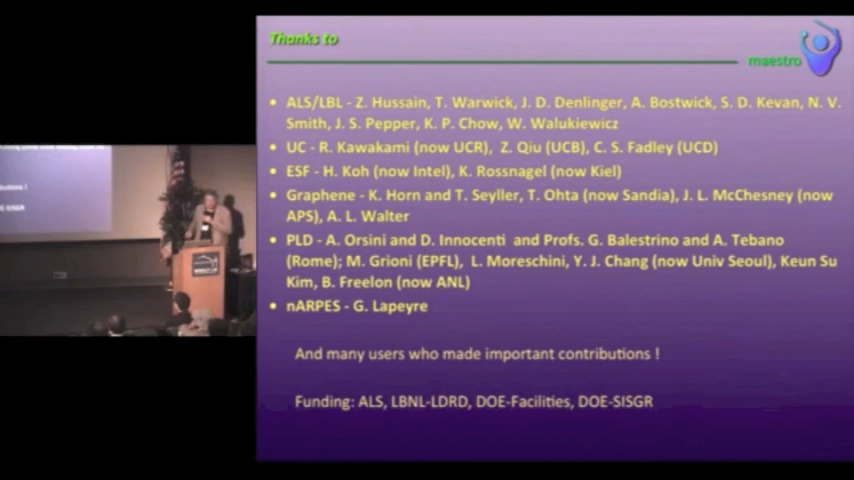 Thanks to
maestro
• ALS/LBL - Z. Hussain, T. Warwick, J. D. Denlinger, A. Bostwick, S. D. Kevan, N. V.
Smith, J. S. Pepper, K. P. Chow, W. Walukiewicz
• UC - R. Kawakami (now UCR), Z. Qiu (UCB), C. S. Fadley (UCD)
• ESF - H. Koh (now Intel), K. Rossnagel (now Kiel)
• Graphene - K. Horn and T. Seyller, T. Ohta (now Sandia), J. L. McChesney (now
APS), A. L. Walter
• PLD - A. Orsini and D. Innocenti and Profs. G. Balestrino and A. Tebano
(Rome); M. Grioni (EPFL), L. Moreschini, Y. J. Chang (now Univ Seoul), Keun Su
Kim, B. Freelon (now ANL)
• nARPES - G. Lapeyre
And many users who made important contributions !
Funding: ALS, LBNL-LDRD, DOE-Facilities, DOE-SISGR